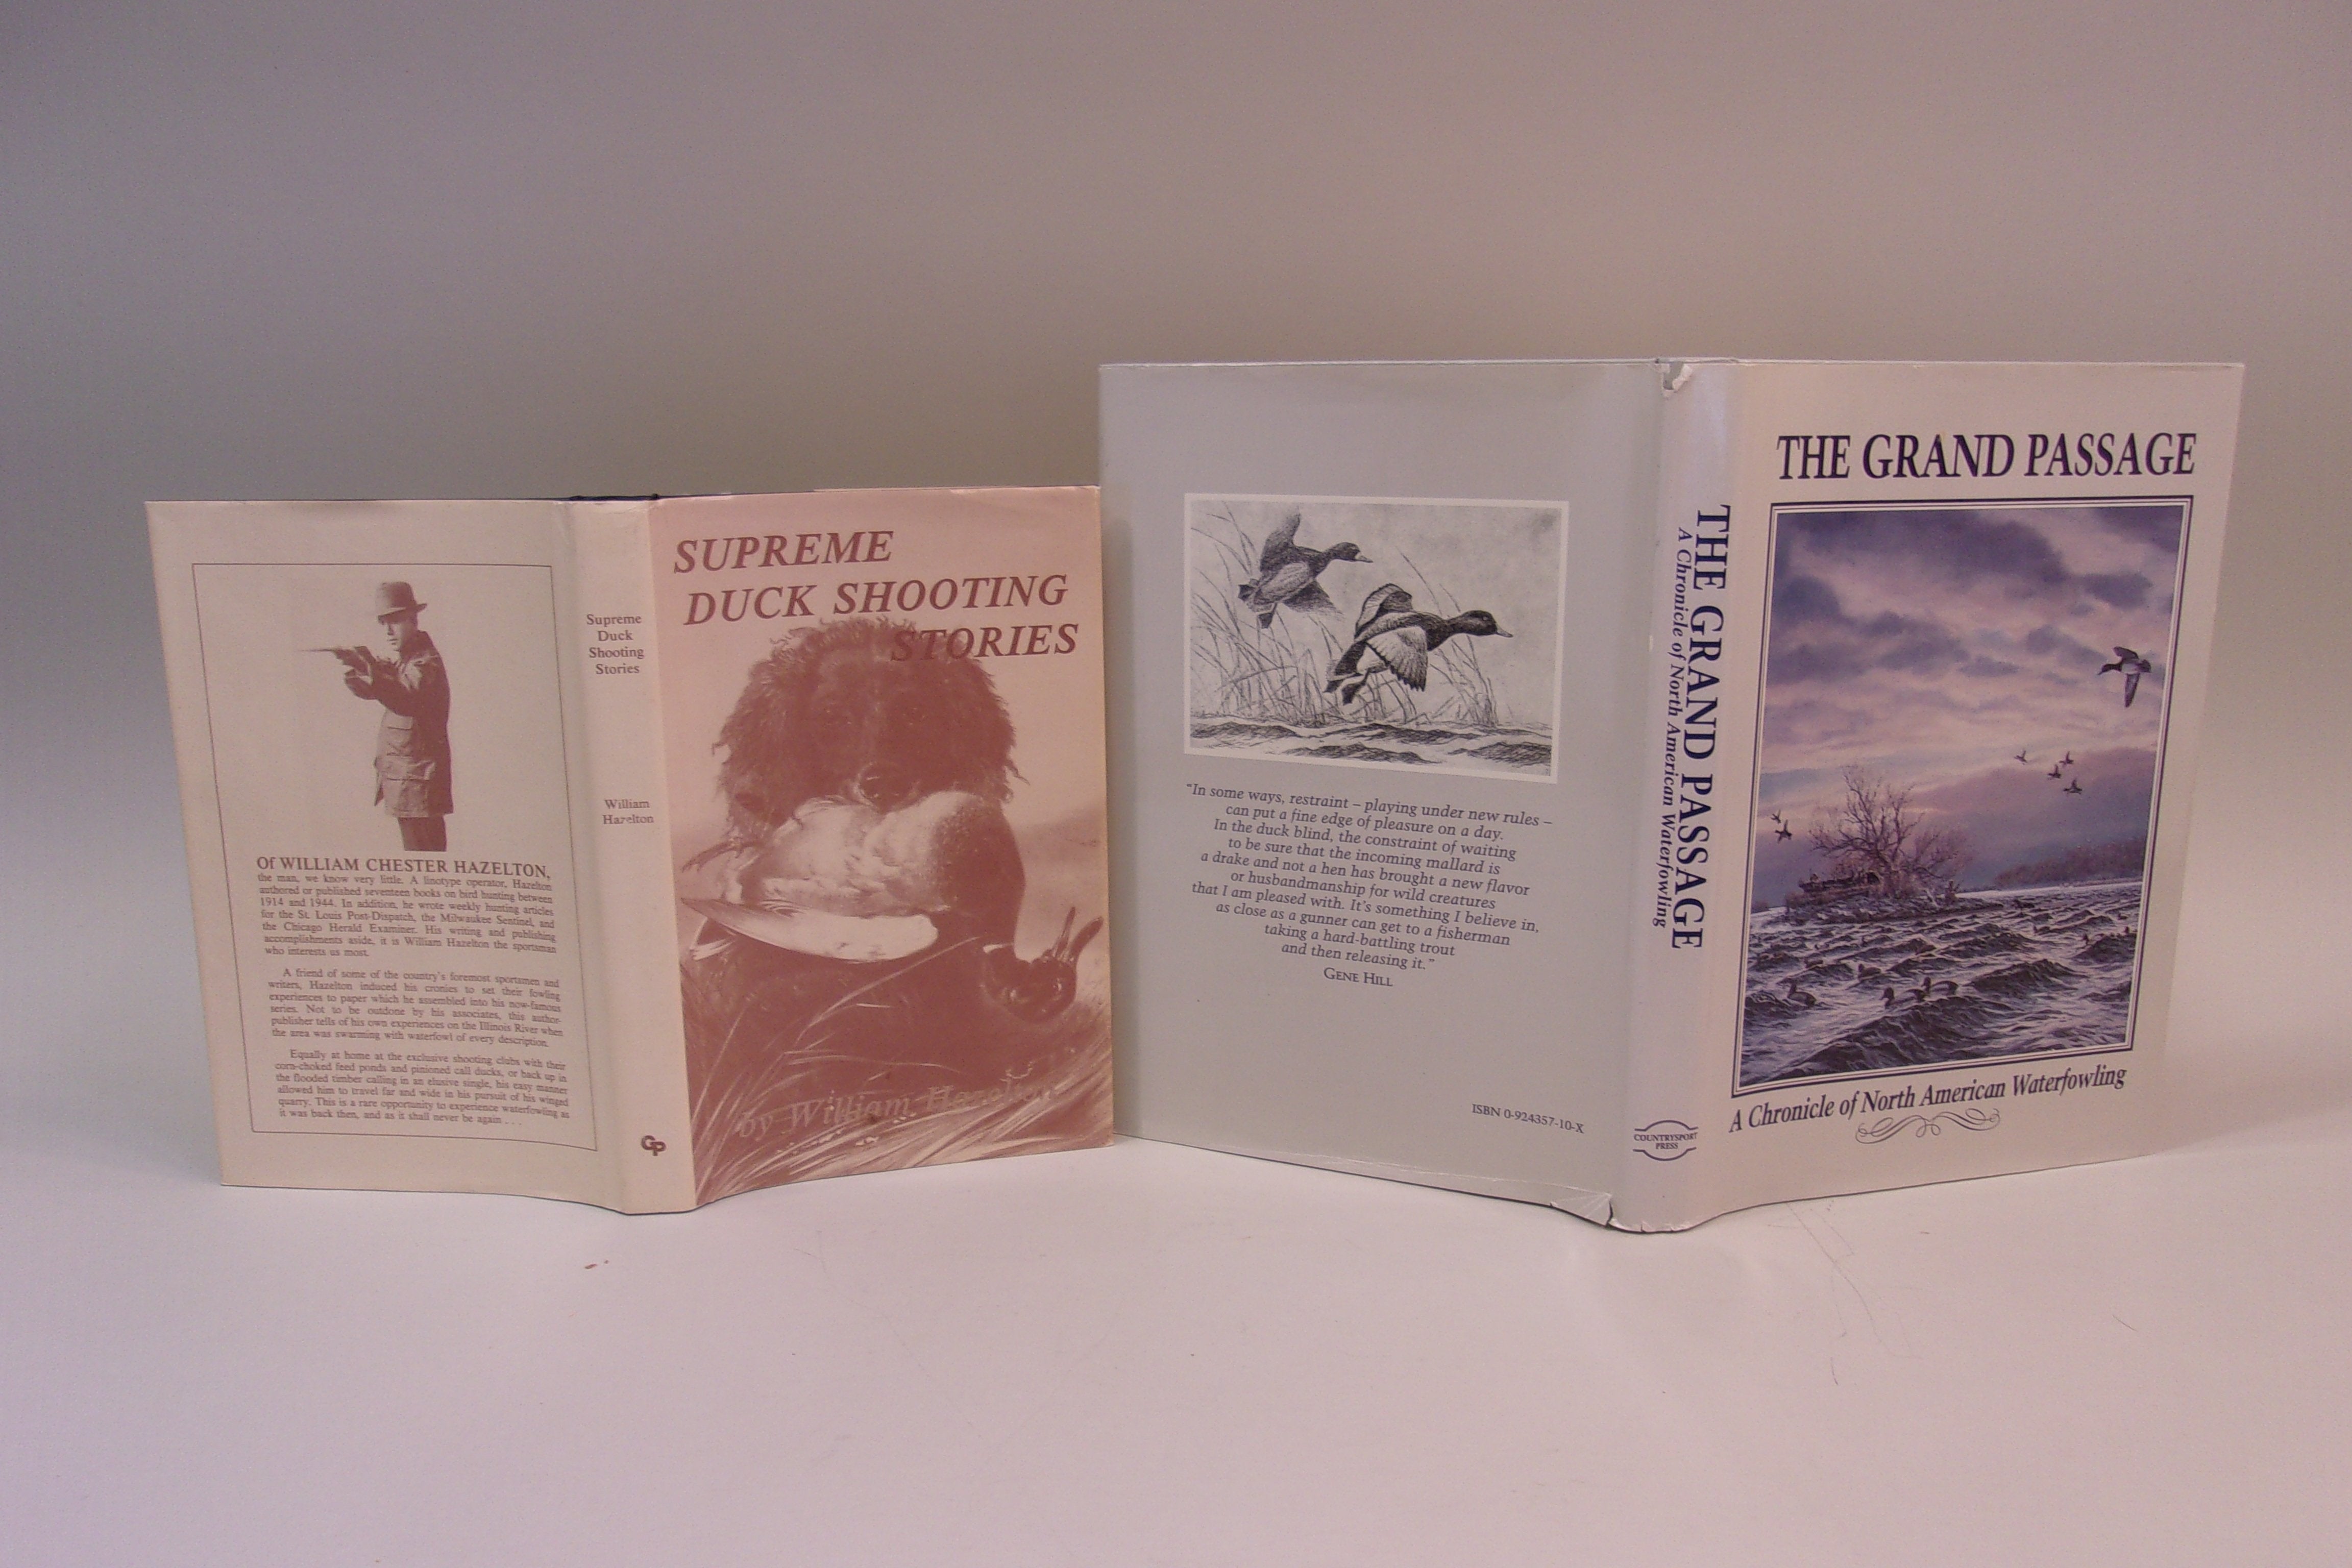 Of WILLIAM CHESTER HAZELTON,
the man, we know very little. A linotype operator, Hazelton
authored or published seventeen books on bird hunting between
1914 and 1944. In addition, he wrote weekly hunting articles
for the St. Louis Post-Dispatch, the Milwaukee Sentinel, and
the Chicago Herald Examiner. His writing and publishing
accomplishments aside, it is William Hazelton the sportsman
who interests us most.
A friend of some of the country's foremost sportsmen and
writers, Hazelton induced his cronies to set their fowling
experiences to paper which he assembled into his now-famous
series. Not to be outdone by his associates, this author-
publisher tells of his own experiences on the Illinois River when
the area was swarming with waterfowl of every description.
Equally at home at the exclusive shooting clubs with their
corn-choked feed ponds and pinioned call ducks, or back up in
the flooded timber calling in an elusive single, his easy manner
allowed him to travel far and wide in his pursuit of his winged
quarry. This is a rare opportunity to experience waterfowling as
it was back then, and as it shall never be again . . .
Supreme
Duck
Shooting
Stories
William
Hazelton
GP
SUPREME
DUCK SHOOTING
STORIES
by William Hazelton
"In some ways, restraint – playing under new rules –
can put a fine edge of pleasure on a day.
In the duck blind, the constraint of waiting
to be sure that the incoming mallard is
a drake and not a hen has brought a new flavor
or husbandmanship for wild creatures
that I am pleased with. It's something I believe in,
as close as a gunner can get to a fisherman
taking a hard-battling trout
and then releasing it."
GENE HILL
ISBN 0-924357-10-X
THE GRAND PASSAGE
A Chronicle of North American Waterfowling
COUNTRYSPORT
PRESS
THE GRAND PASSAGE
A Chronicle of North American Waterfowling